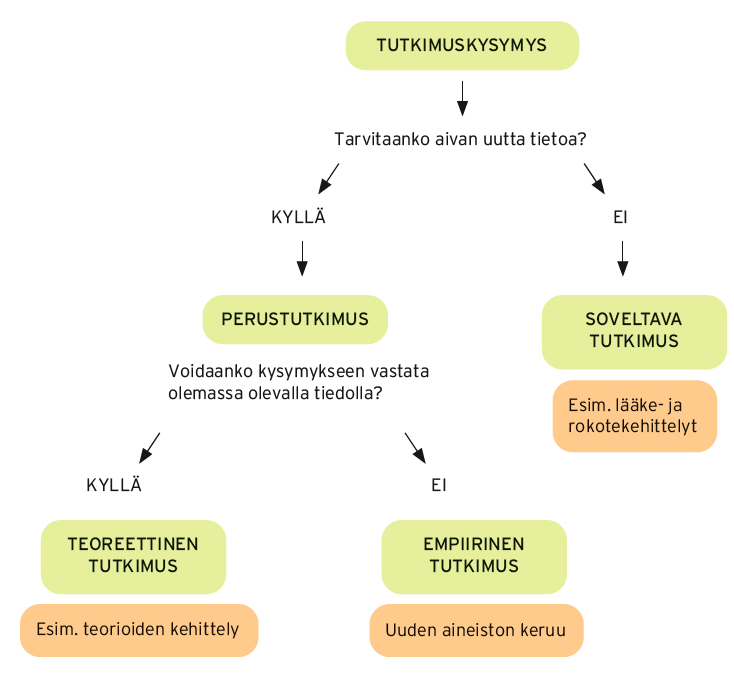 TUTKIMUSKYSYMYS
Tarvitaanko aivan uutta tietoa?
KYLLÄ
EI
PERUSTUTKIMUS
SOVELTAVA
TUTKIMUS
Voidaanko kysymykseen vastata
olemassa olevalla tiedolla?
Esim. lääke- ja
rokotekehittelyt
KYLLÄ
EI
TEOREETTINEN
TUTKIMUS
EMPIIRINEN
TUTKIMUS
Esim. teorioiden kehittely
Uuden aineiston keruu